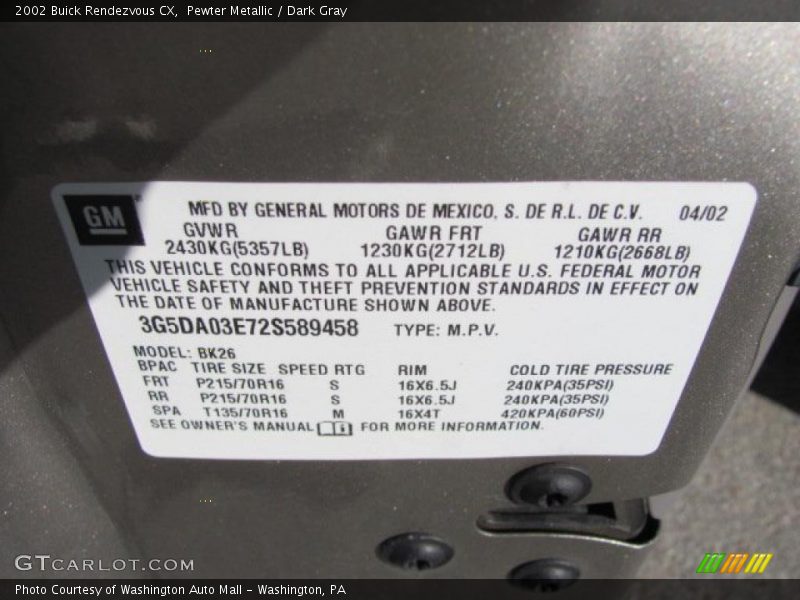 2002 Buick Rendezvous CX,  Pewter Metallic / Dark Gray
GM
MFD BY GENERAL MOTORS DE MEXICO, S. DE R.L. DE C.V. 04/02
GVWR GAWR FRT GAWR RR
2430KG(5357LB) 1230KG(2712LB) 1210KG(2668LB)
THIS VEHICLE CONFORMS TO ALL APPLICABLE U.S. FEDERAL MOTOR
VEHICLE SAFETY AND THEFT PREVENTION STANDARDS IN EFFECT ON
THE DATE OF MANUFACTURE SHOWN ABOVE.
3G5DA03E72S589458 TYPE: M.P.V.
MODEL: BK26
BPAC TIRE SIZE SPEED RTG RIM COLD TIRE PRESSURE
FRT P215/70R16 S 16X6.5J 240KPA(35PSI)
RR P215/70R16 S 16X6.5J 240KPA(35PSI)
SPA T135/70R16 M 16X4T 420KPA(60PSI)
SEE OWNER'S MANUAL FOR MORE INFORMATION.
GTCARLOT.COM
Photo Courtesy of Washington Auto Mall - Washington, PA